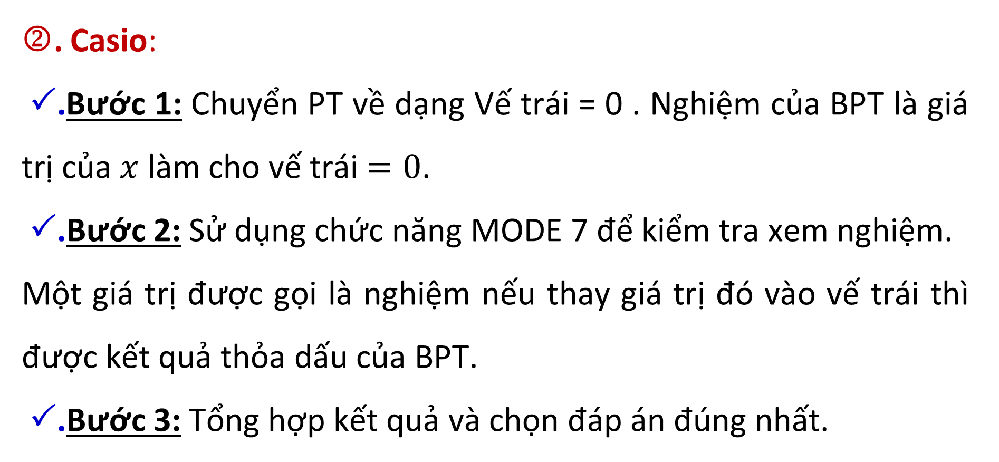 ②. Casio:
✓.Bước 1: Chuyển PT về dạng Vế trái = 0 . Nghiệm của BPT là giá
trị của x làm cho vế trái = 0.
✓.Bước 2: Sử dụng chức năng MODE 7 để kiểm tra xem nghiệm.
Một giá trị được gọi là nghiệm nếu thay giá trị đó vào vế trái thì
được kết quả thỏa dấu của BPT.
✓.Bước 3: Tổng hợp kết quả và chọn đáp án đúng nhất.